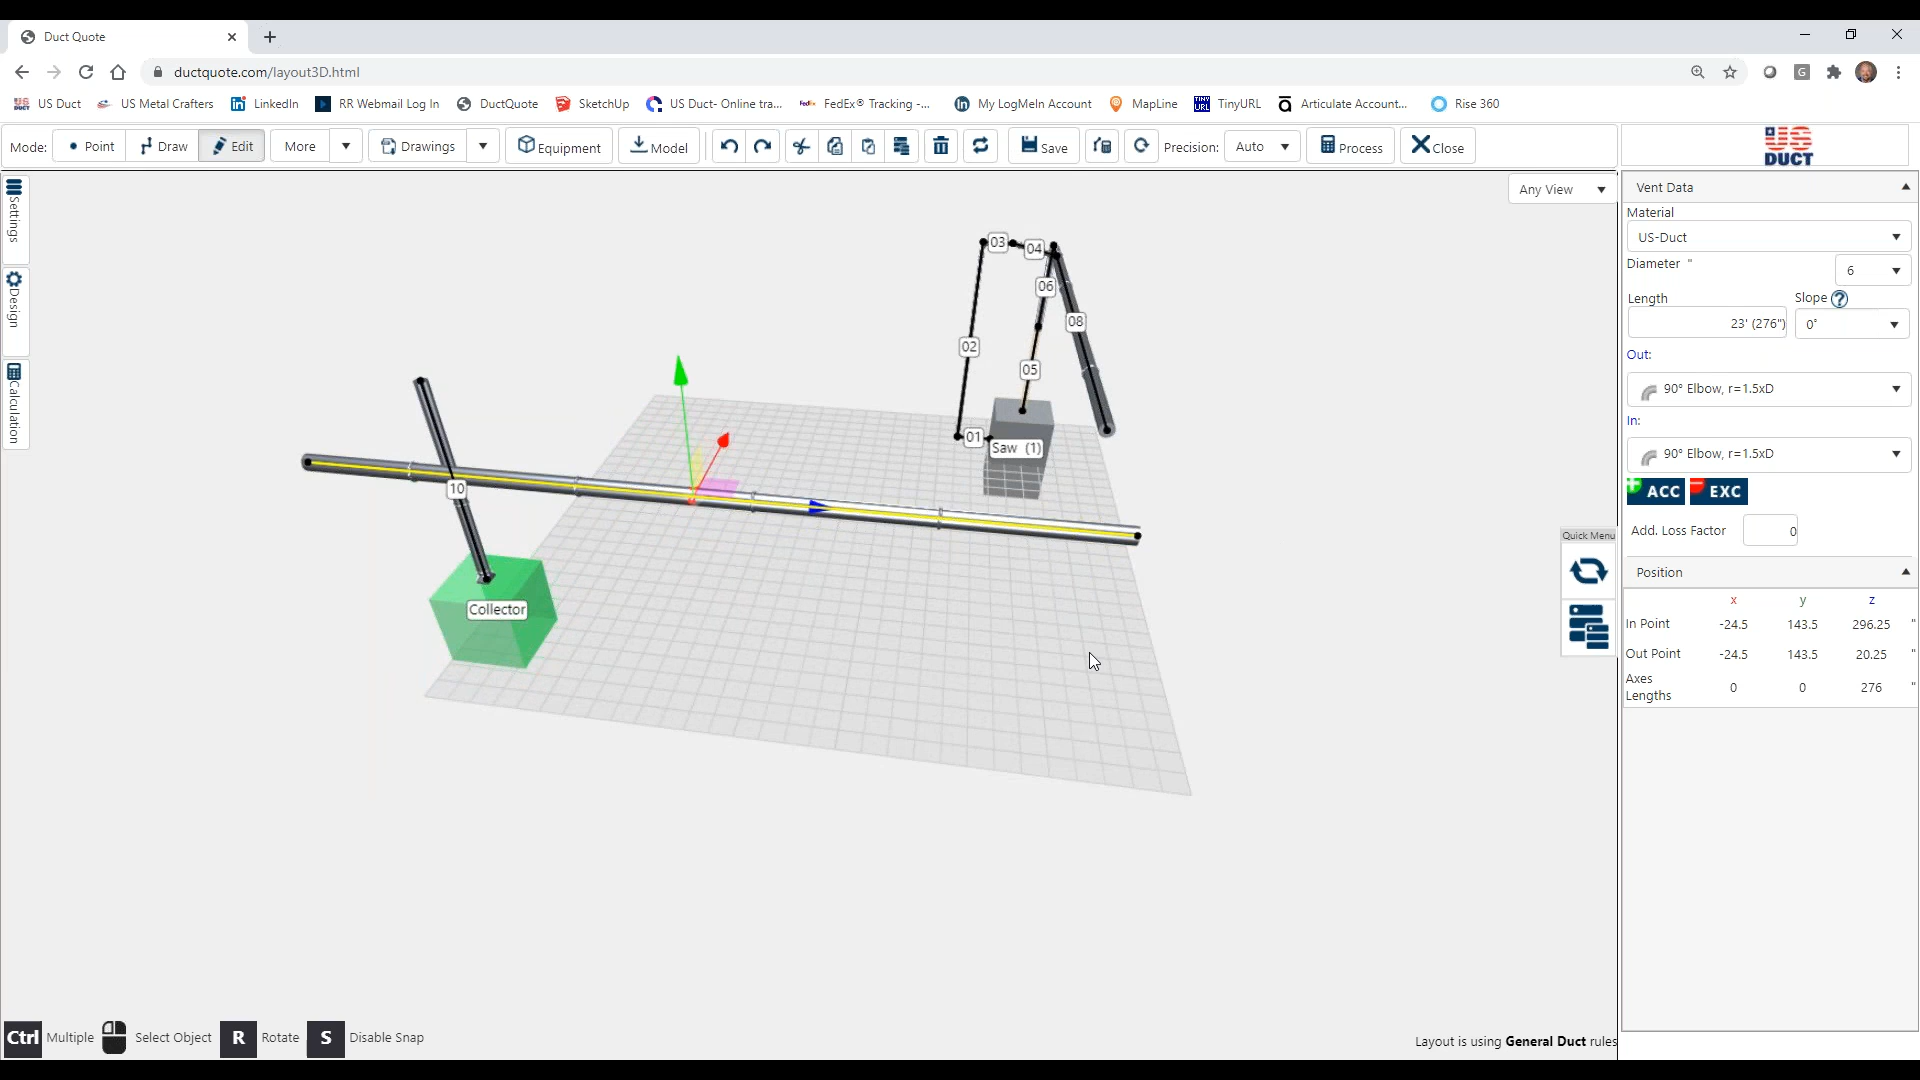 Duct Quote
ductquote.com/layout3D.html
US Duct
US Metal Crafters
LinkedIn
RR Webmail Log In
DuctQuote
SketchUp
US Duct- Online tra...
FedEx® Tracking -...
My LogMeIn Account
MapLine
TinyURL
Articulate Account...
Rise 360
Mode:
Point
Draw
Edit
More
Drawings
Equipment
Model
Save
Precision:
Auto
Process
Close
US
DUCT
Settings
Design
Calculation
Any View
03
04
06
02
08
05
01
Saw (1)
10
Collector
Quick Menu
Vent Data
Material
US-Duct
Diameter "
6
Length
Slope ?
23' (276")
0°
Out:
90° Elbow, r=1.5xD
In:
90° Elbow, r=1.5xD
ACC
EXC
Add. Loss Factor
0
Position
x y z
In Point -24.5 143.5 296.25 "
Out Point -24.5 143.5 20.25 "
Axes
Lengths 0 0 276 "
Ctrl Multiple
Select Object
R Rotate
S Disable Snap
Layout is using General Duct rules